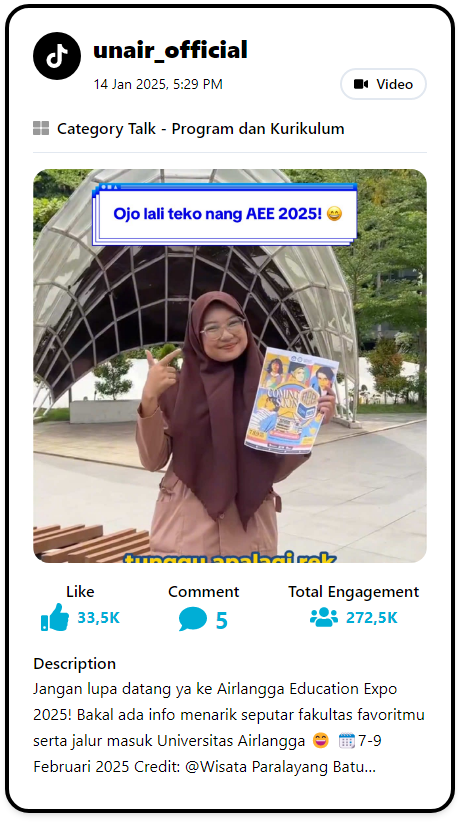 unair_official
14 Jan 2025, 5:29 PM
Video
Category Talk - Program dan Kurikulum
Ojo lali teko nang AEE 2025! 😄
COMING SOON
tunggu apalagi rek
Like
Comment
Total Engagement
33,5K
5
272,5K
Description
Jangan lupa datang ya ke Airlangga Education Expo
2025! Bakal ada info menarik seputar fakultas favoritmu
serta jalur masuk Universitas Airlangga 😄 🗓️7-9
Februari 2025 Credit: @Wisata Paralayang Batu...